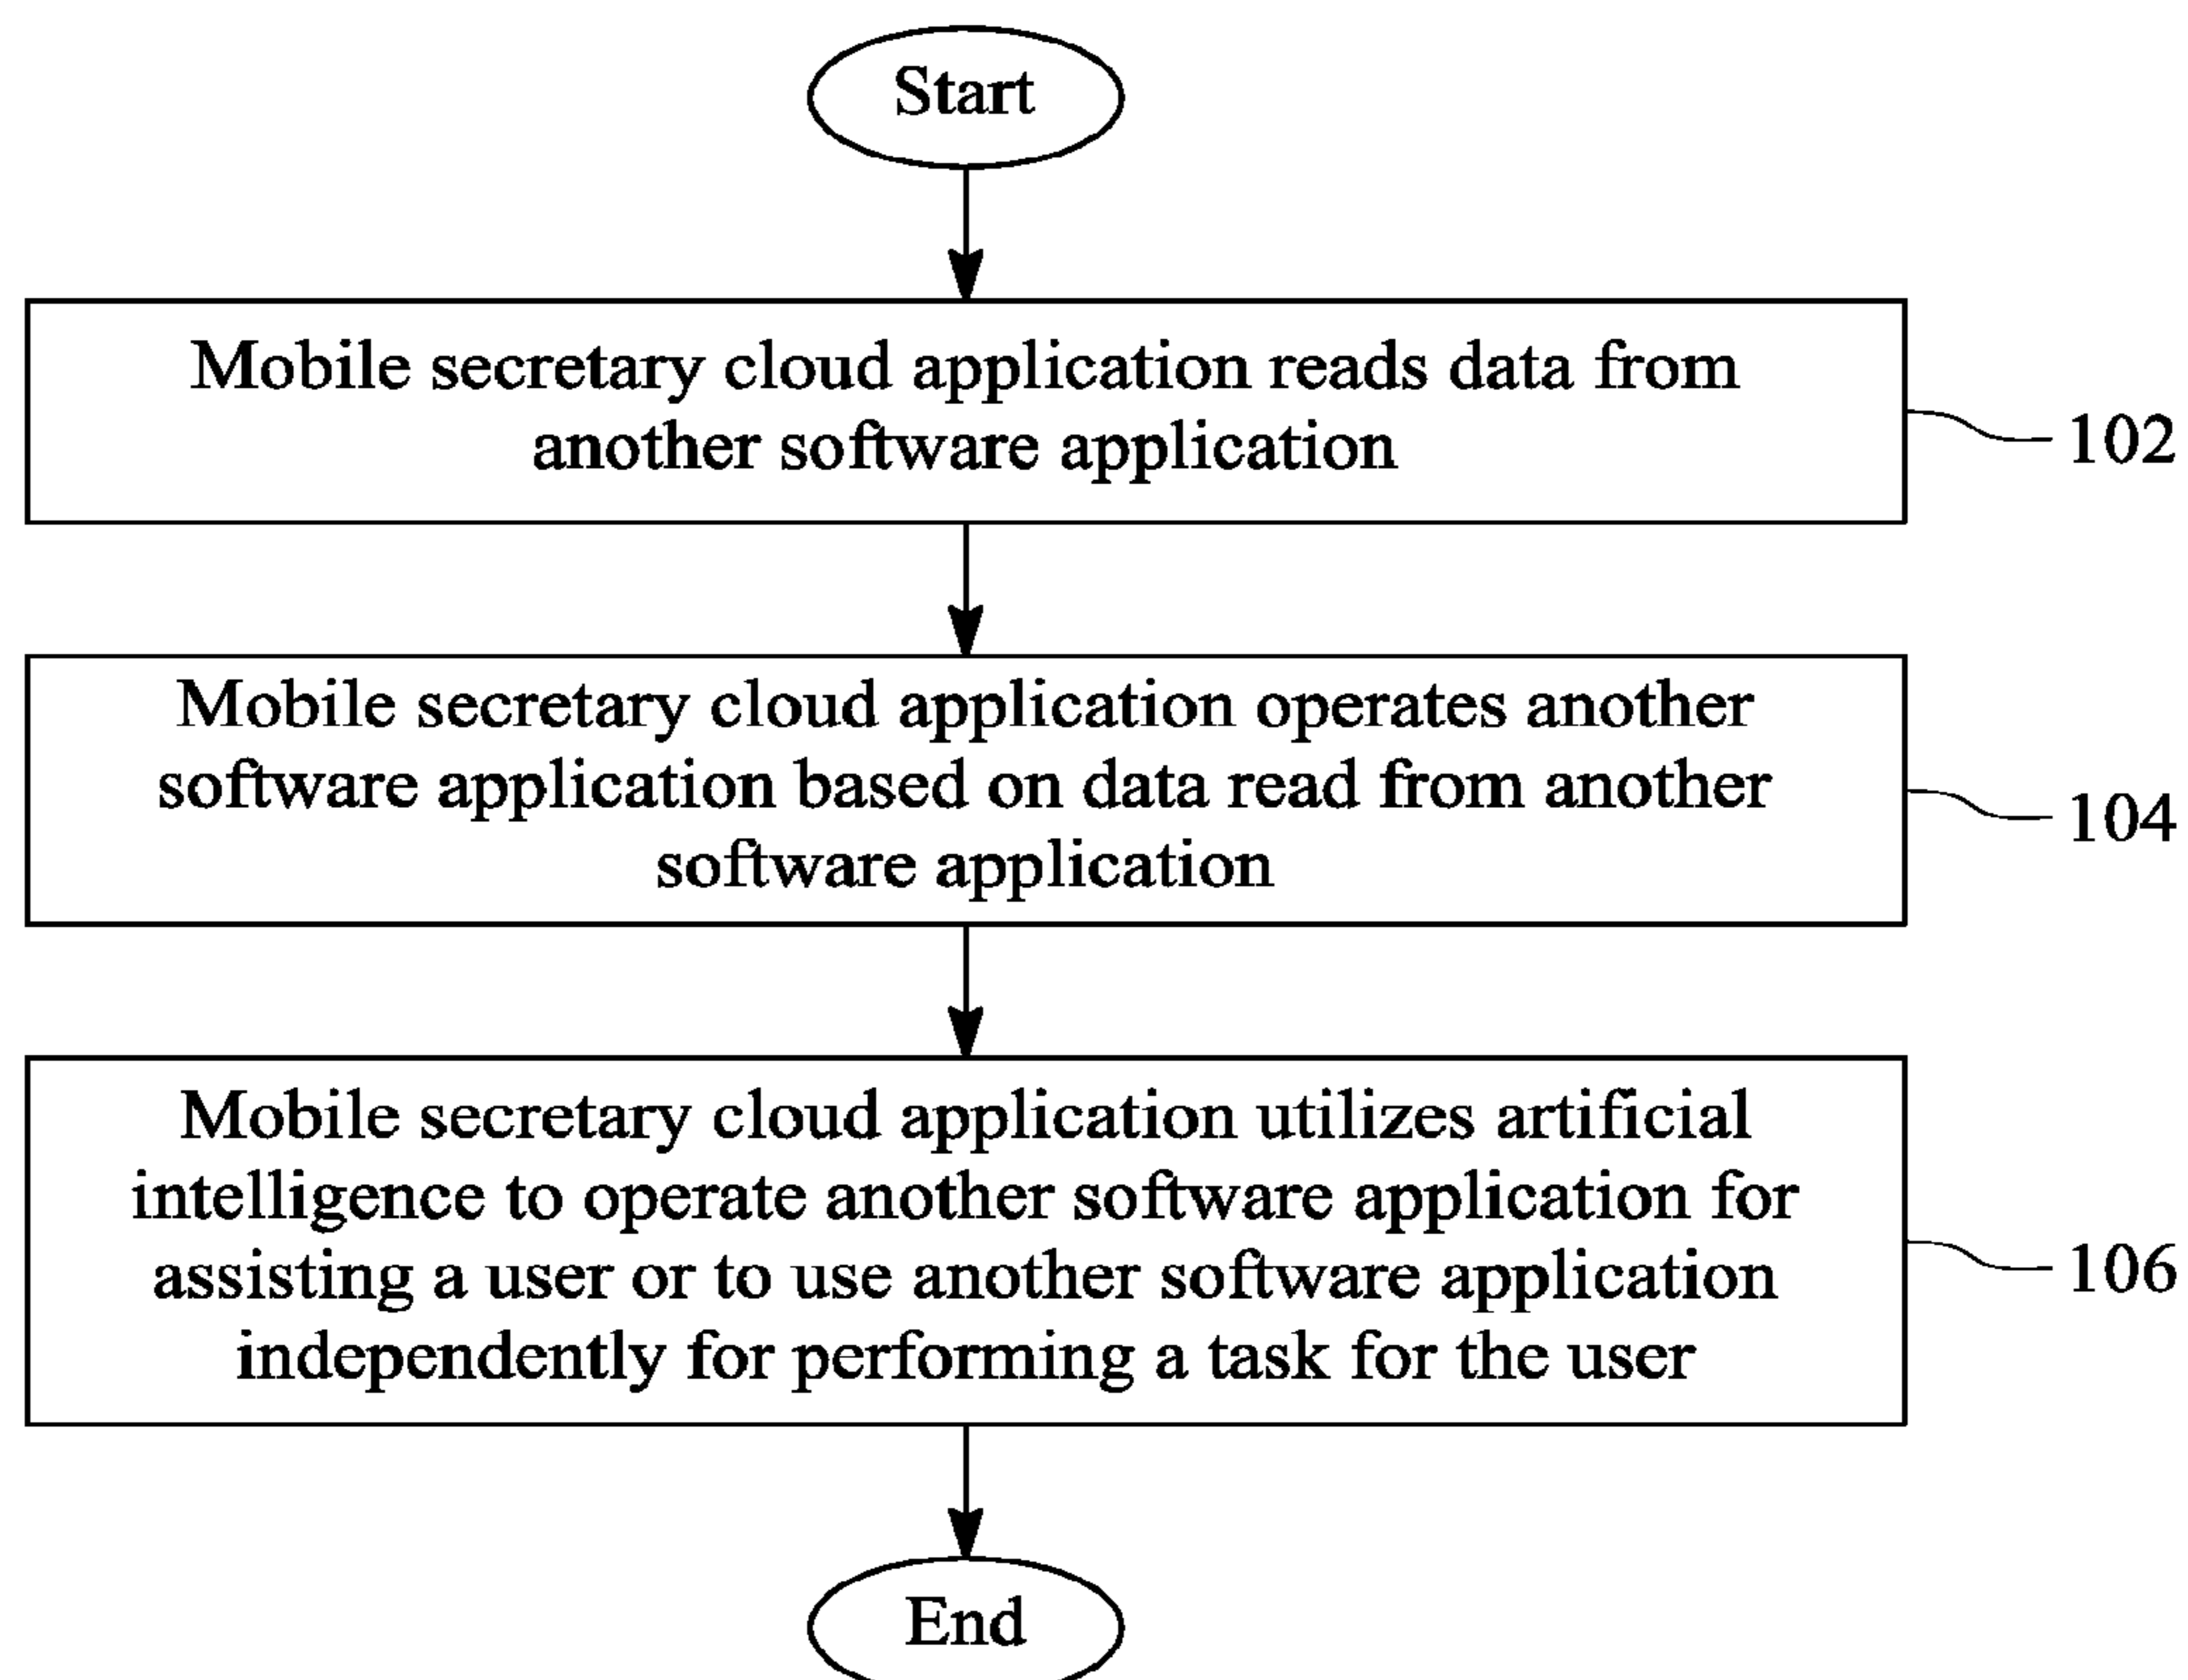 Start
Mobile secretary cloud application reads data from
another software application
102
Mobile secretary cloud application operates another
software application based on data read from another
software application
104
Mobile secretary cloud application utilizes artificial
intelligence to operate another software application for
assisting a user or to use another software application
independently for performing a task for the user
106
End